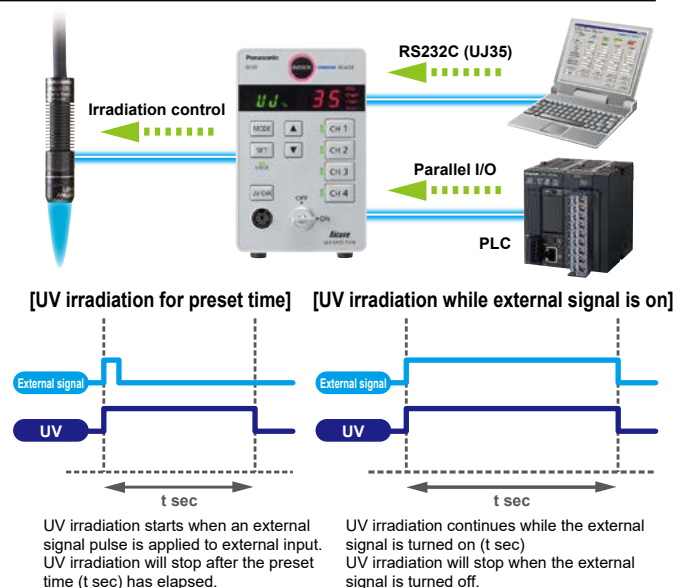 RS232C (UJ35)
Panasonic
Irradiation control
UJ 35
MODE
CH 1
SET
CH 2
LOCK
CH 3
CH 4
OFF
ON
Aicure
Parallel I/O
PLC
[UV irradiation for preset time]
[UV irradiation while external signal is on]
External signal
External signal
UV
UV
t sec
t sec
UV irradiation starts when an external
signal pulse is applied to external input.
UV irradiation will stop after the preset
time (t sec) has elapsed.
UV irradiation continues while the external
signal is turned on (t sec)
UV irradiation will stop when the external
signal is turned off.